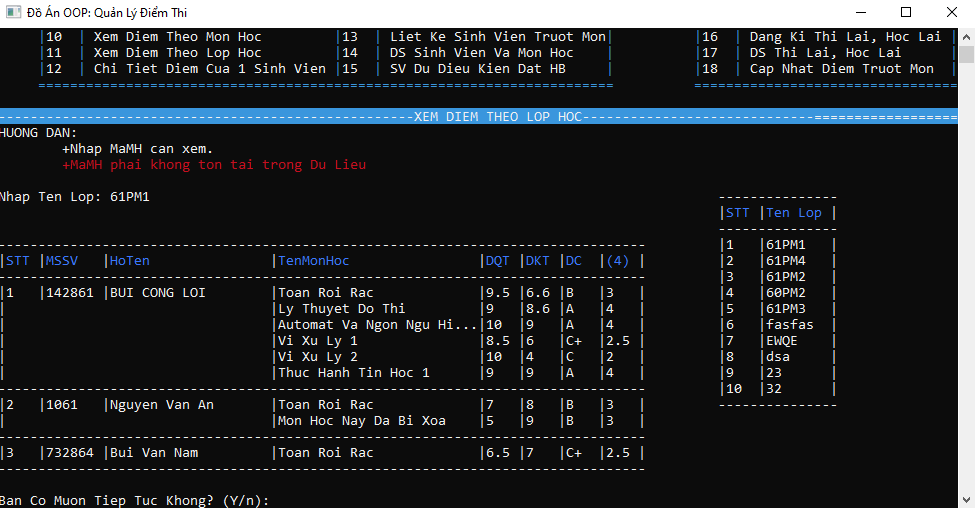 Đồ Án OOP: Quản Lý Điểm Thi
|10 | Xem Diem Theo Mon Hoc |13 | Liet Ke Sinh Vien Truot Mon| |16 | Dang Ki Thi Lai, Hoc Lai |
|11 | Xem Diem Theo Lop Hoc |14 | DS Sinh Vien Va Mon Hoc | |17 | DS Thi Lai, Hoc Lai |
|12 | Chi Tiet Diem Cua 1 Sinh Vien |15 | SV Du Dieu Kien Dat HB | |18 | Cap Nhat Diem Truot Mon |
XEM DIEM THEO LOP HOC
HUONG DAN:
+Nhap MaMH can xem.
+MaMH phai khong ton tai trong Du Lieu
Nhap Ten Lop: 61PM1
|STT |MSSV |HoTen |TenMonHoc |DQT |DKT |DC |(4) |
|1 |142861 |BUI CONG LOI |Toan Roi Rac |9.5 |6.6 |B |3 |
| | | |Ly Thuyet Do Thi |9 |8.6 |A |4 |
| | | |Automat Va Ngon Ngu Hi...|10 |9 |A |4 |
| | | |Vi Xu Ly 1 |8.5 |6 |C+ |2.5 |
| | | |Vi Xu Ly 2 |10 |4 |C |2 |
| | | |Thuc Hanh Tin Hoc 1 |9 |9 |A |4 |
|2 |1061 |Nguyen Van An |Toan Roi Rac |7 |8 |B |3 |
| | | |Mon Hoc Nay Da Bi Xoa |5 |9 |B |3 |
|3 |732864 |Bui Van Nam |Toan Roi Rac |6.5 |7 |C+ |2.5 |
|STT |Ten Lop |
|1 |61PM1 |
|2 |61PM4 |
|3 |61PM2 |
|4 |60PM2 |
|5 |61PM3 |
|6 |fasfas |
|7 |EWQE |
|8 |dsa |
|9 |23 |
|10 |32 |
Ban Co Muon Tiep Tuc Khong? (Y/n):